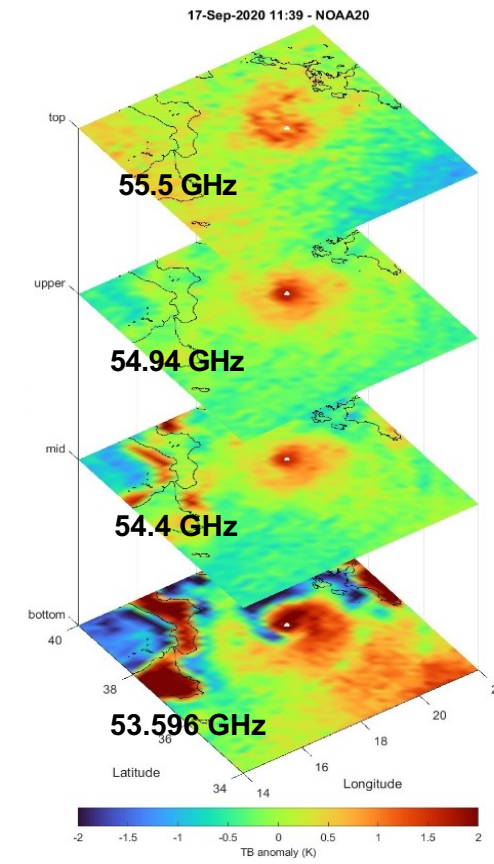 17-Sep-2020 11:39 - NOAA20
top
55.5 GHz
upper
54.94 GHz
mid
54.4 GHz
bottom
40
38
53.596 GHz
36
34
Latitude
14
16
18
20
Longitude
-2 -1.5 -1 -0.5 0 0.5 1 1.5 2
TB anomaly (K)